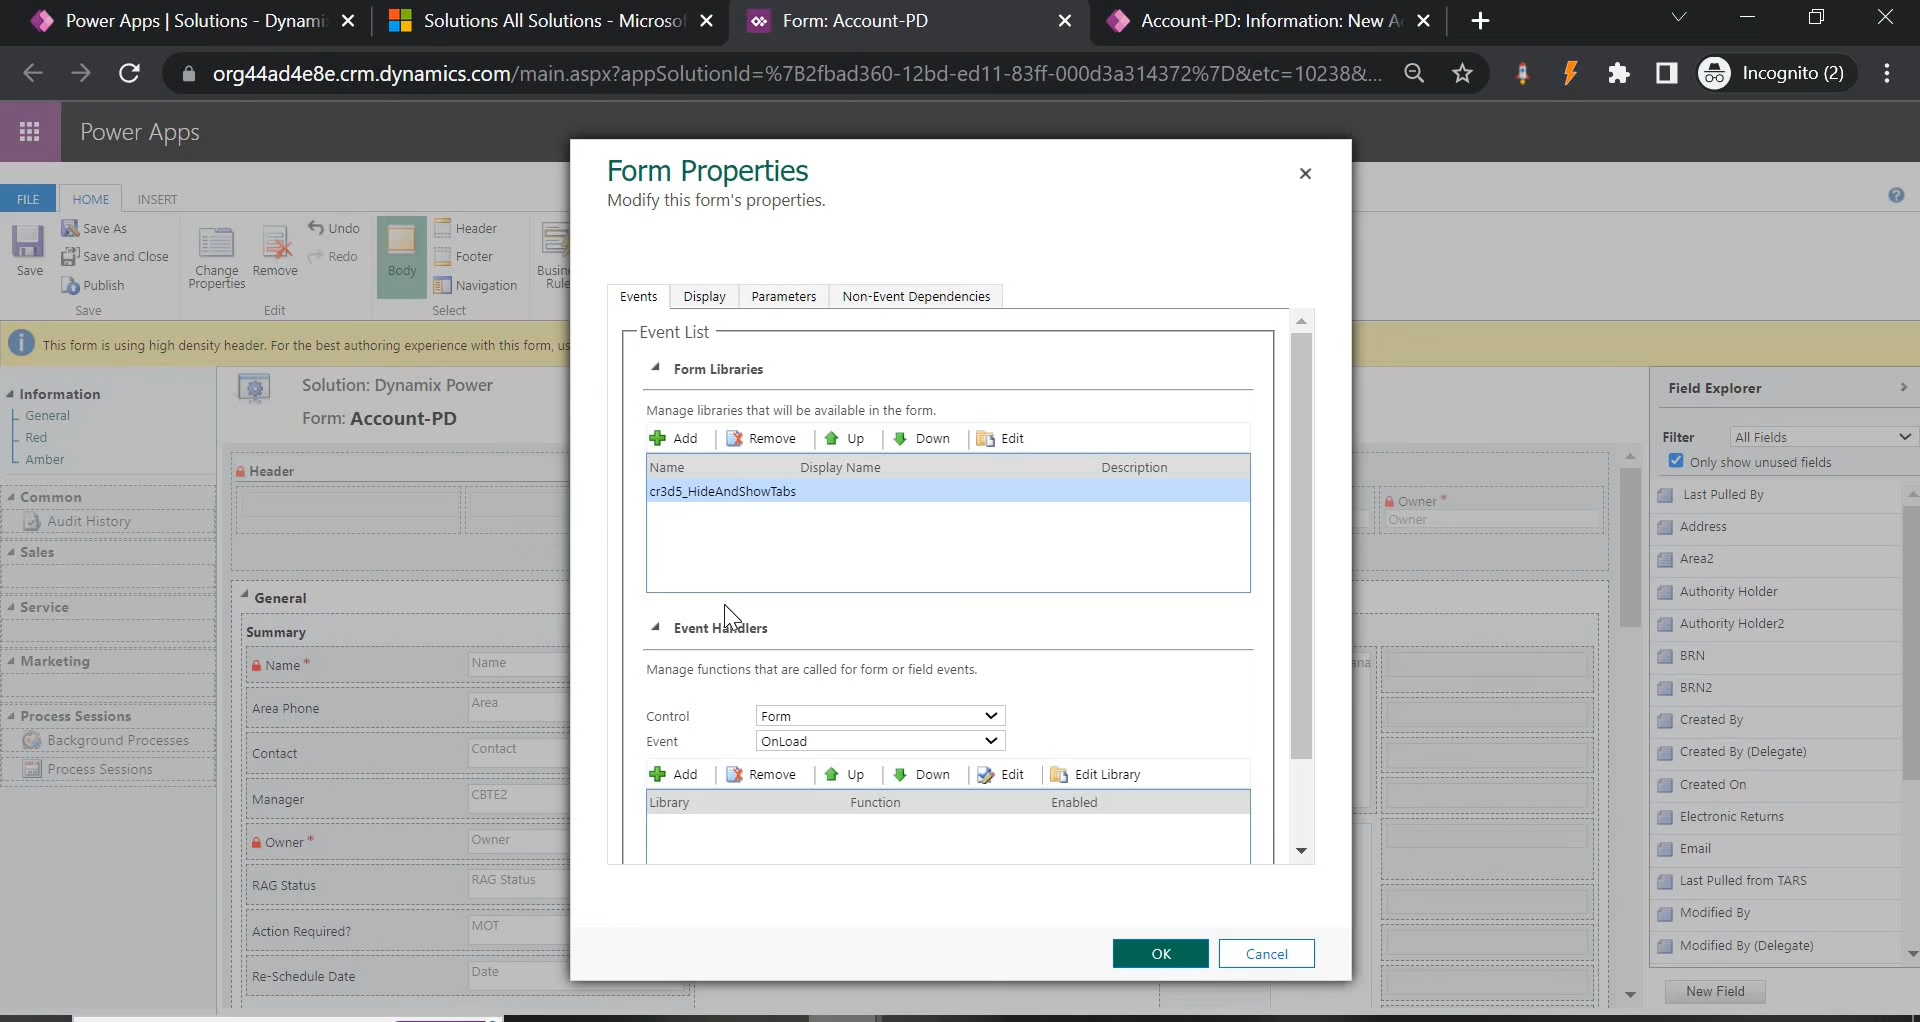 Power Apps | Solutions - Dynami
Solutions All Solutions - Microsof
Form: Account-PD
Account-PD: Information: New A
org44ad4e8e.crm.dynamics.com/main.aspx?appSolutionId=%7B2fbad360-12bd-ed11-83ff-000d3a314372%7D&etc=10238&...
Incognito (2)
Power Apps
FILE
HOME
INSERT
Save
Save As
Save and Close
Publish
Save
Change Properties
Remove
Undo
Redo
Edit
Body
Header
Footer
Navigation
Select
Busin
Rule
This form is using high density header. For the best authoring experience with this form, us
Information
General
Red
Amber
Common
Audit History
Sales
Service
Marketing
Process Sessions
Background Processes
Process Sessions
Solution: Dynamix Power
Form: Account-PD
Header
Owner *
Owner
General
Summary
Name *
Name
Area Phone
Area
Contact
Contact
Manager
CBTE2
Owner *
Owner
RAG Status
RAG Status
Action Required?
MOT
Re-Schedule Date
Date
ana
Form Properties
Modify this form's properties.
Events
Display
Parameters
Non-Event Dependencies
Event List
Form Libraries
Manage libraries that will be available in the form.
Add
Remove
Up
Down
Edit
Name
Display Name
Description
cr3d5_HideAndShowTabs
Event Handlers
Manage functions that are called for form or field events.
Control
Form
Event
OnLoad
Add
Remove
Up
Down
Edit
Edit Library
Library
Function
Enabled
OK
Cancel
Field Explorer
Filter
All Fields
Only show unused fields
Last Pulled By
Address
Area2
Authority Holder
Authority Holder2
BRN
BRN2
Created By
Created By (Delegate)
Created On
Electronic Returns
Email
Last Pulled from TARS
Modified By
Modified By (Delegate)
New Field